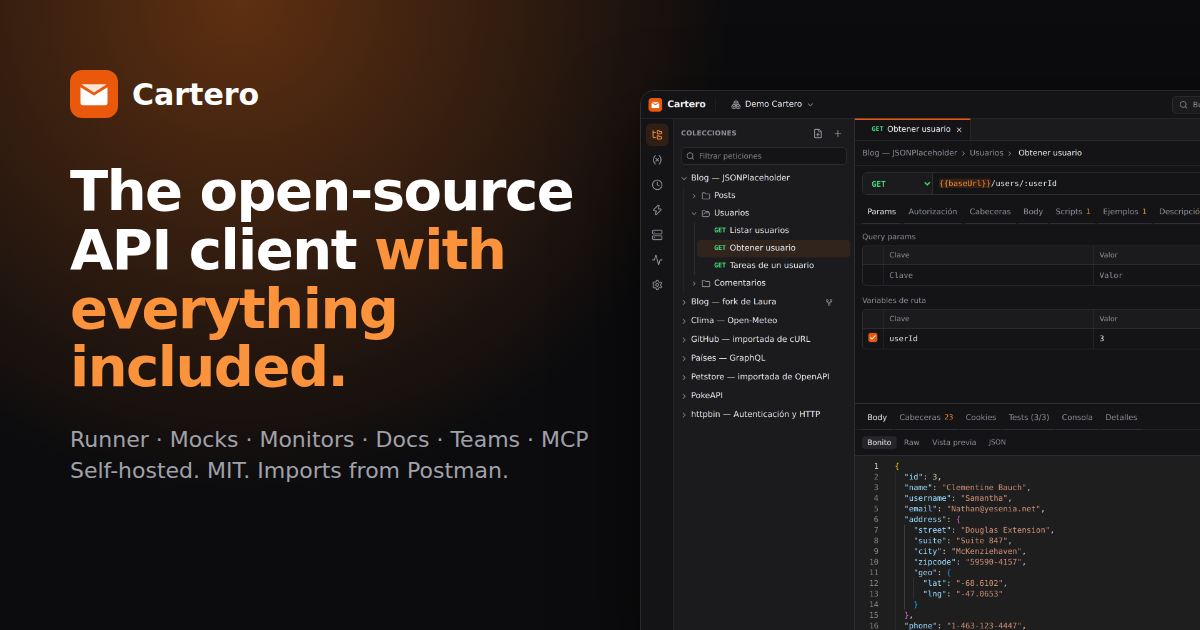 Cartero
The open-source
API client with
everything
included.
Runner · Mocks · Monitors · Docs · Teams · MCP
Self-hosted. MIT. Imports from Postman.
Cartero
Demo Cartero
COLECCIONES
Filtrar peticiones
Blog — JSONPlaceholder
Posts
Usuarios
GET Listar usuarios
GET Obtener usuario
GET Tareas de un usuario
Comentarios
Blog — fork de Laura
Clima — Open-Meteo
GitHub — importada de cURL
Países — GraphQL
Petstore — importada de OpenAPI
PokeAPI
httpbin — Autenticación y HTTP
GET Obtener usuario ×
Blog — JSONPlaceholder › Usuarios › Obtener usuario
GET {{baseUrl}}/users/:userId
Params Autorización Cabeceras Body Scripts 1 Ejemplos 1 Descripció
Query params
Clave Valor
Clave Valor
Variables de ruta
Clave Valor
userId 3
Body Cabeceras 23 Cookies Tests (3/3) Consola Detalles
Bonito Raw Vista previa JSON
1 {
2 "id": 3,
3 "name": "Clementine Bauch",
4 "username": "Samantha",
5 "email": "Nathan@yesenia.net",
6 "address": {
7 "street": "Douglas Extension",
8 "suite": "Suite 847",
9 "city": "McKenziehaven",
10 "zipcode": "59590-4157",
11 "geo": {
12 "lat": "-68.6102",
13 "lng": "-47.0653"
14 }
15 },
16 "phone": "1-463-123-4447",